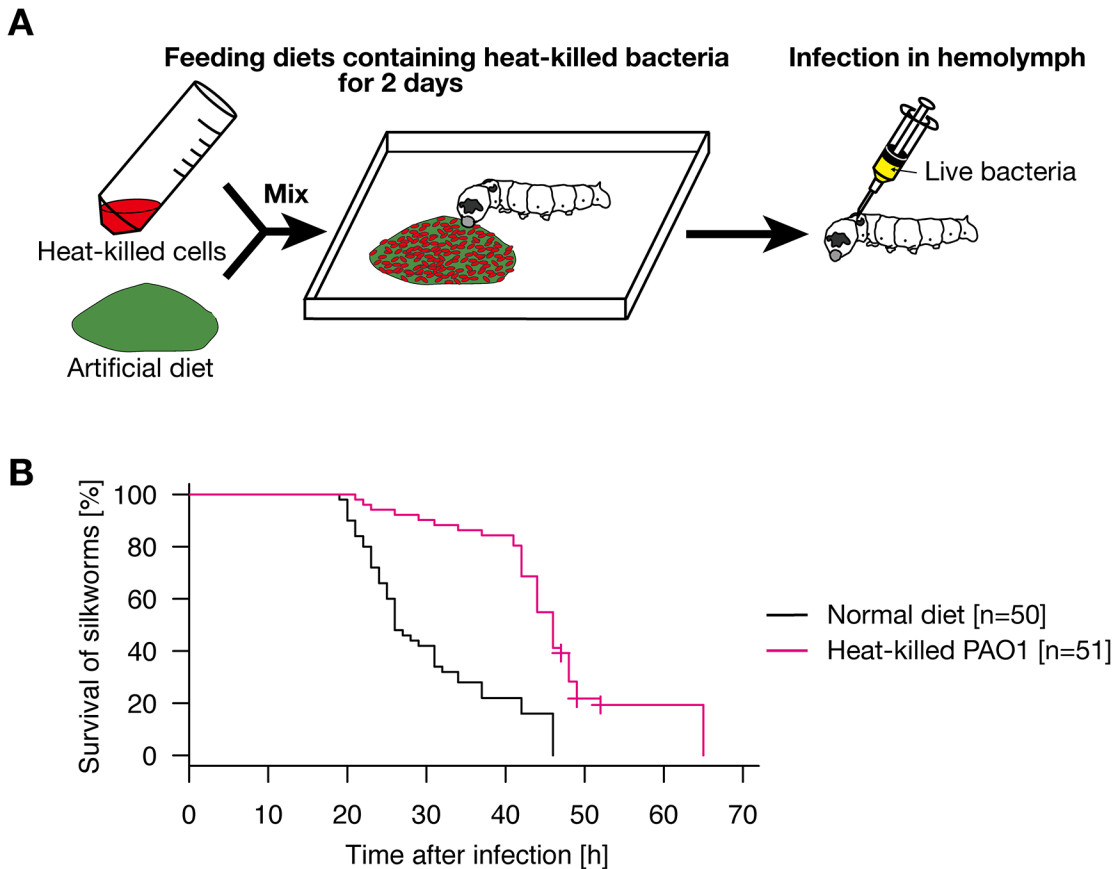 A
Feeding diets containing heat-killed bacteria
for 2 days
Infection in hemolymph
Mix
Live bacteria
Heat-killed cells
Artificial diet
B
Survival of silkworms [%]
100
80
60
40
20
0
0 10 20 30 40 50 60 70
Time after infection [h]
Normal diet [n=50]
Heat-killed PAO1 [n=51]